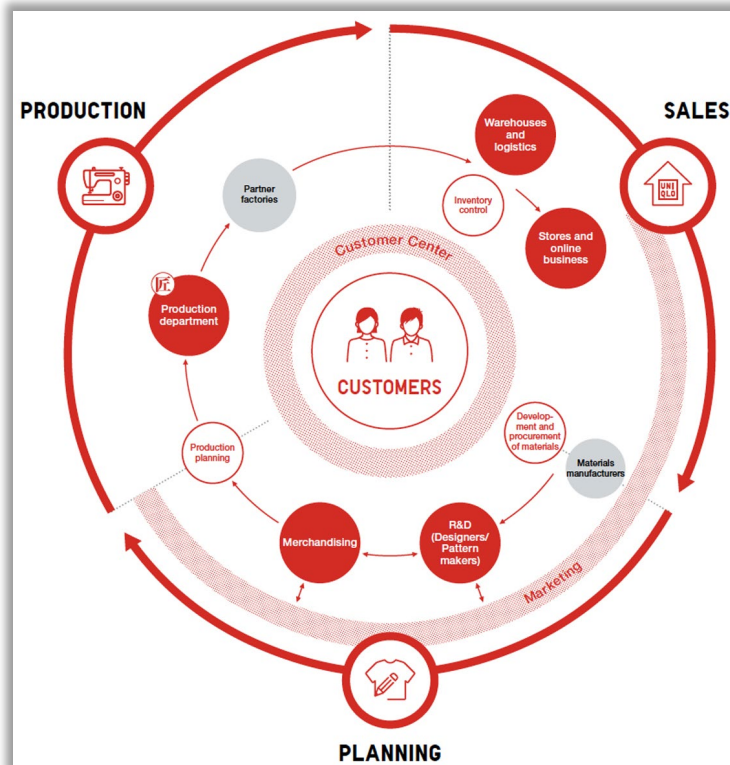 PRODUCTION
SALES
Warehouses
and
logistics
Partner
factories
Inventory
control
UNI
QLO
Customer Center
Stores and
online
business
匠
Production
department
CUSTOMERS
Develop-
ment and
procurement
of materials
Production
planning
Materials
manufacturers
Merchandising
R&D
(Designers/
Pattern
makers)
Marketing
PLANNING